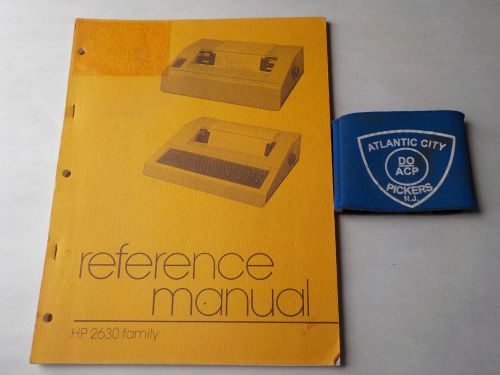 reference
manual
HP 2630 family
ATLANTIC CITY
DO
ACP
PICKERS
N.J.